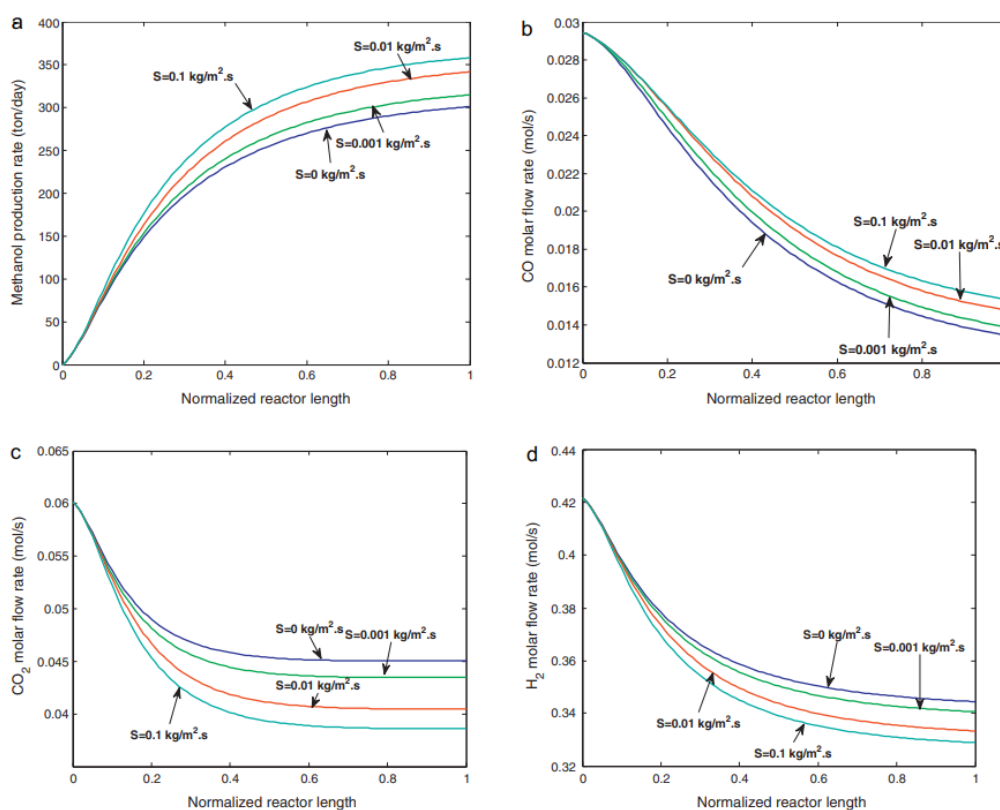 a
400
350
300
250
200
150
100
50
0
Methanol production rate (ton/day)
S=0.1 kg/m².s
S=0.01 kg/m².s
S=0.001 kg/m².s
S=0 kg/m².s
0 0.2 0.4 0.6 0.8 1
Normalized reactor length
b
0.03
0.028
0.026
0.024
0.022
0.02
0.018
0.016
0.014
0.012
CO molar flow rate (mol/s)
S=0.1 kg/m².s
S=0.01 kg/m².s
S=0 kg/m².s
S=0.001 kg/m².s
0 0.2 0.4 0.6 0.8
Normalized reactor length
c
0.065
0.06
0.055
0.05
0.045
0.04
CO₂ molar flow rate (mol/s)
S=0 kg/m².s
S=0.001 kg/m².s
S=0.01 kg/m².s
S=0.1 kg/m².s
0 0.2 0.4 0.6 0.8 1
Normalized reactor length
d
0.44
0.42
0.4
0.38
0.36
0.34
0.32
H₂ molar flow rate (mol/s)
S=0 kg/m².s
S=0.001 kg/m².s
S=0.01 kg/m².s
S=0.1 kg/m².s
0 0.2 0.4 0.6 0.8 1
Normalized reactor length